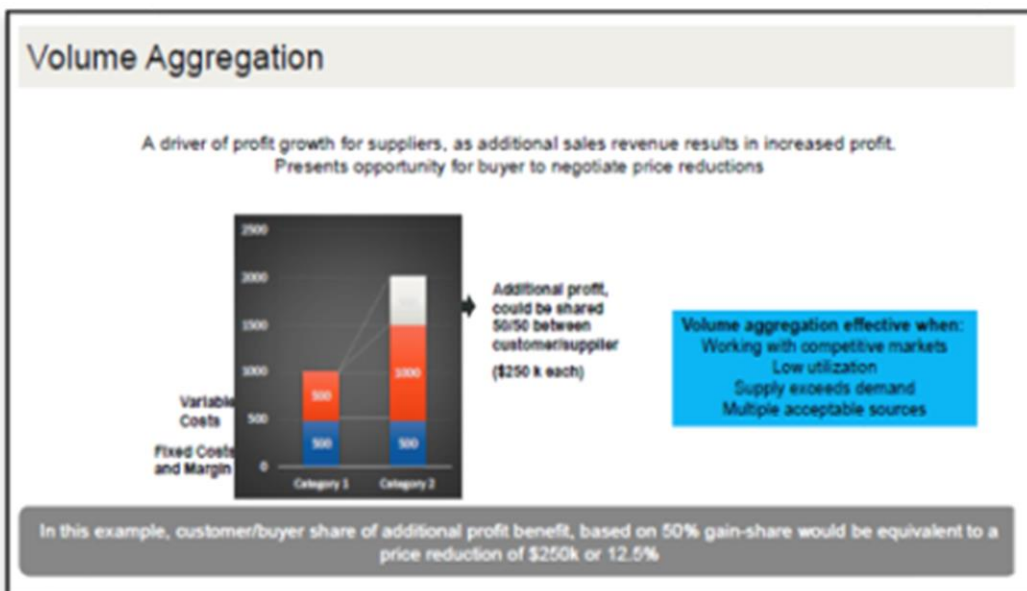 Volume Aggregation
A driver of profit growth for suppliers, as additional sales revenue results in increased profit.
Presents opportunity for buyer to negotiate price reductions
2500
2000
1500
1000
500
0
500
500
1000
500
Category 1
Category 2
Variable
Costs
Fixed Costs
and Margin
Additional profit,
could be shared
50/50 between
customer/supplier
($250 k each)
Volume aggregation effective when:
Working with competitive markets
Low utilization
Supply exceeds demand
Multiple acceptable sources
In this example, customer/buyer share of additional profit benefit, based on 50% gain-share would be equivalent to a
price reduction of $250k or 12.5%